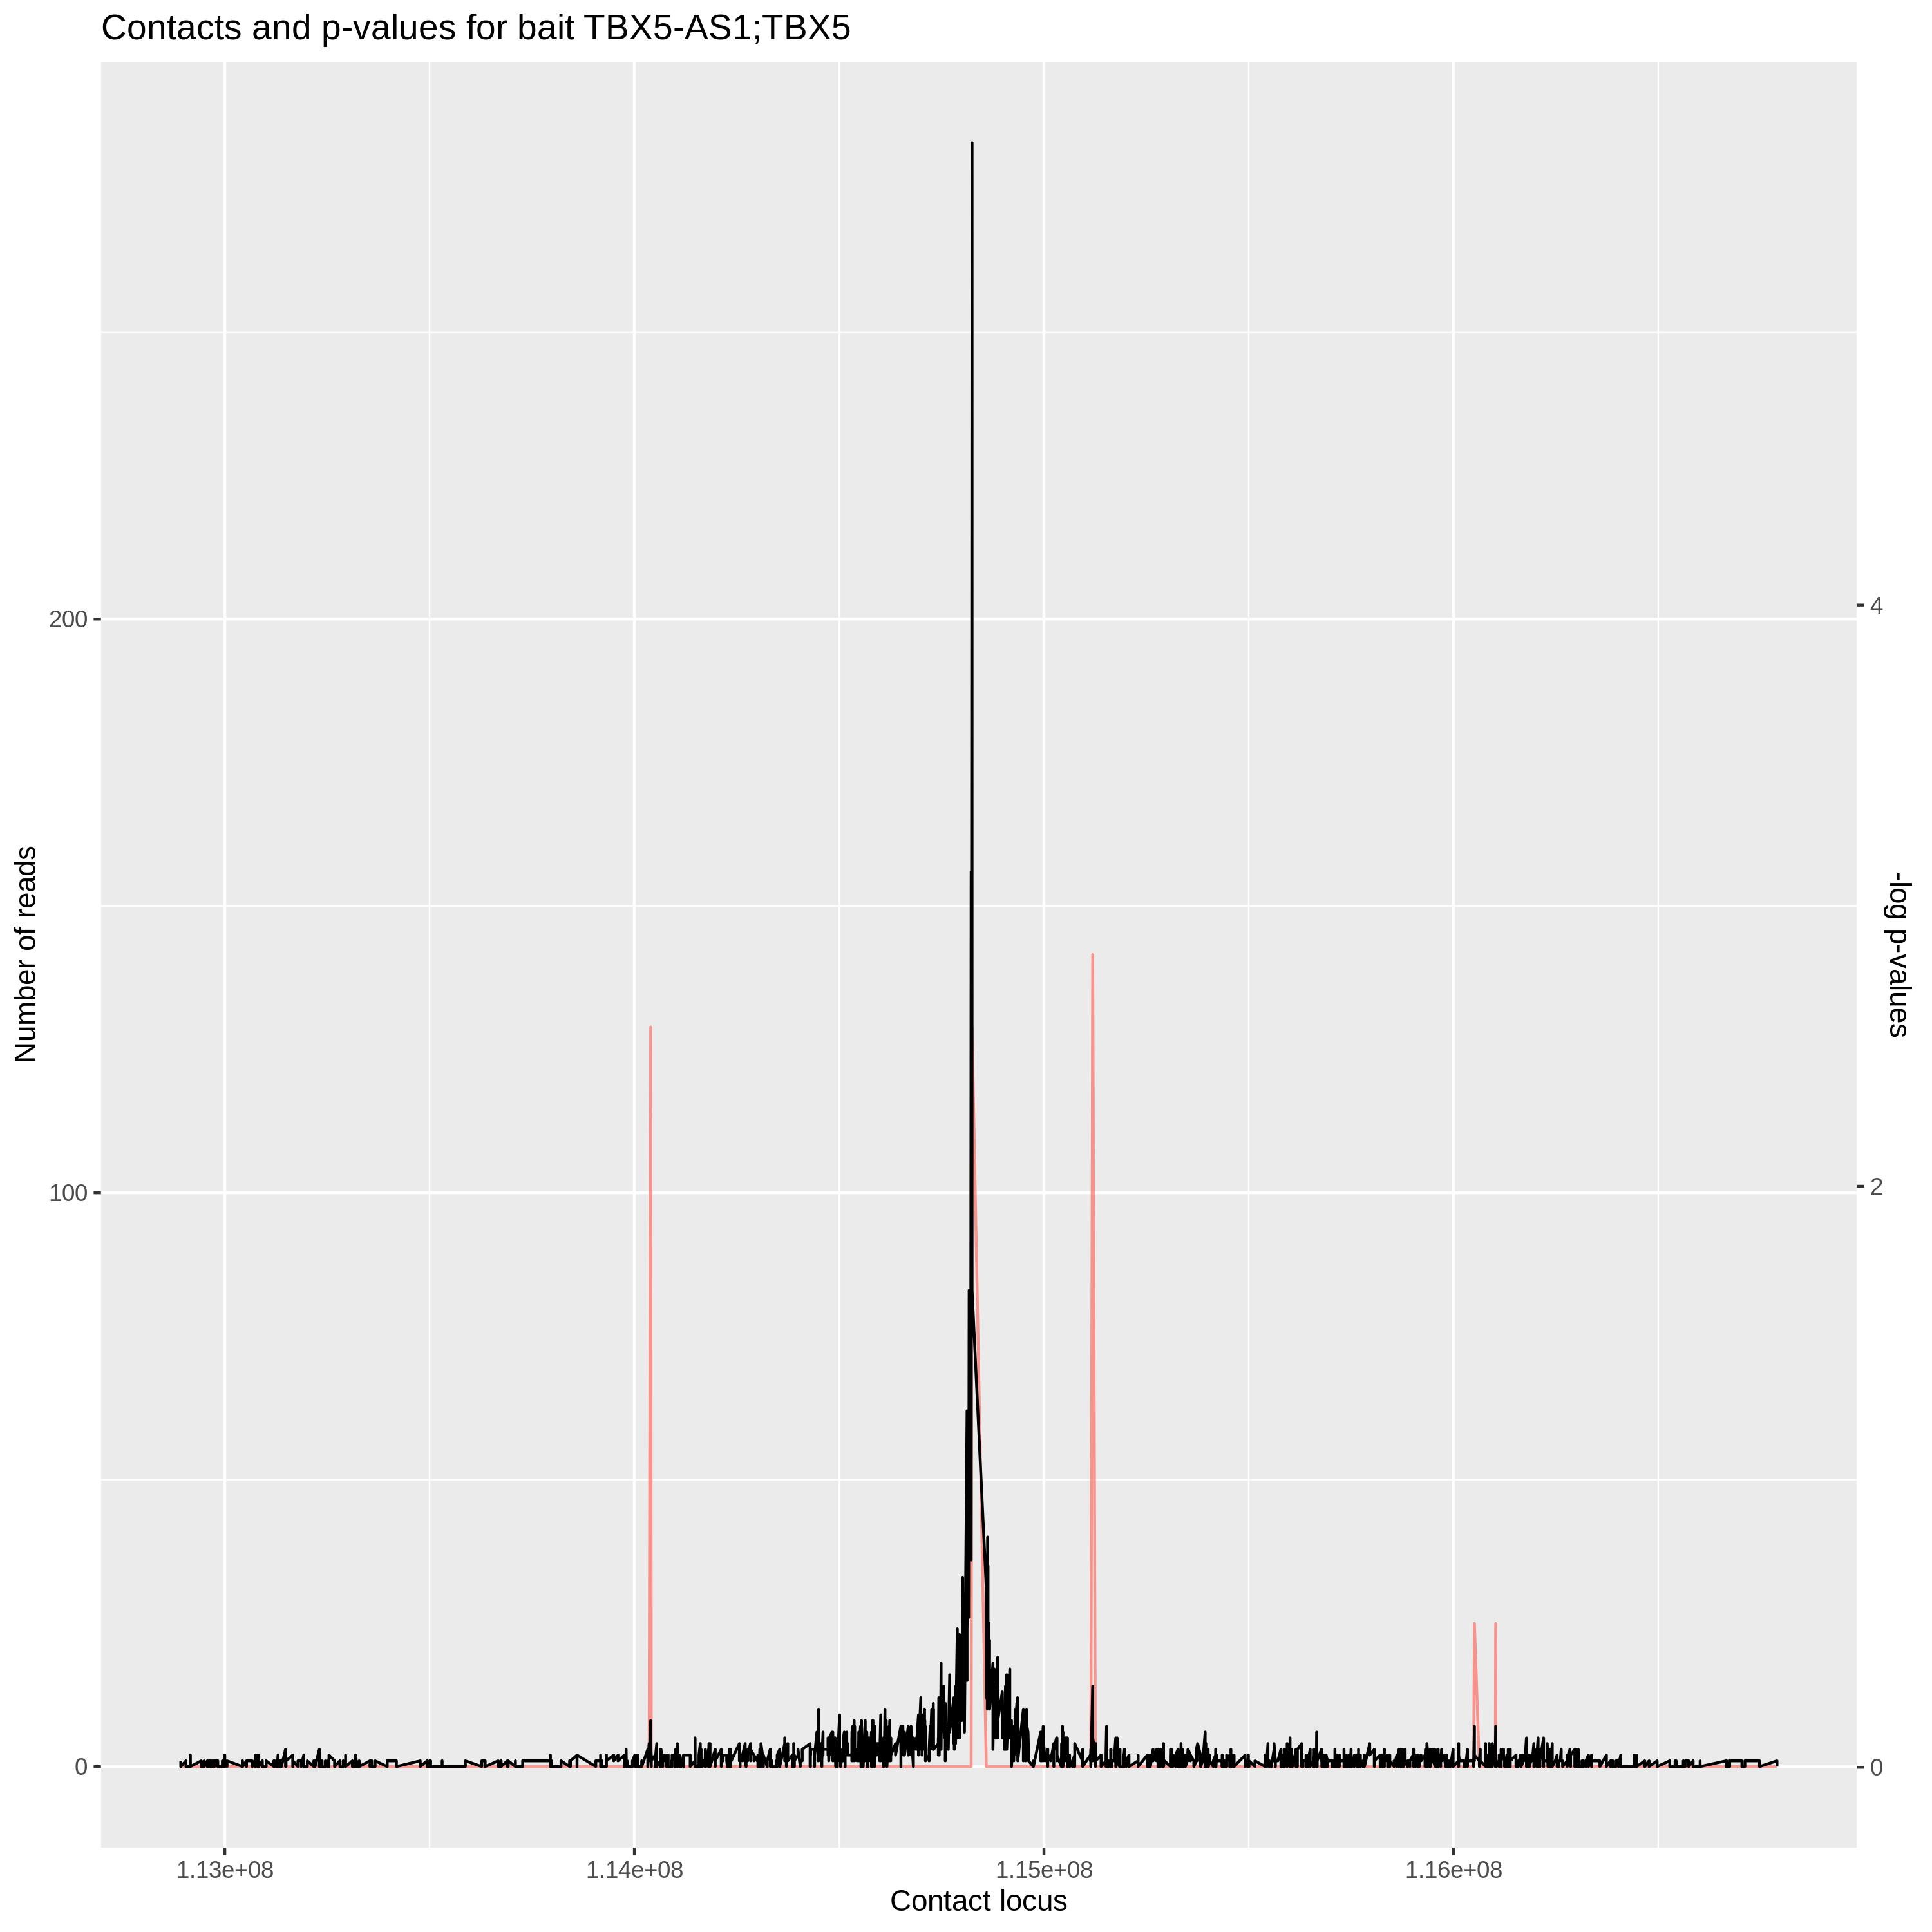 Contacts and p-values for bait TBX5-AS1;TBX5
Number of reads
200
100
0
4
2
0
-log p-values
1.13e+08 1.14e+08 1.15e+08 1.16e+08
Contact locus